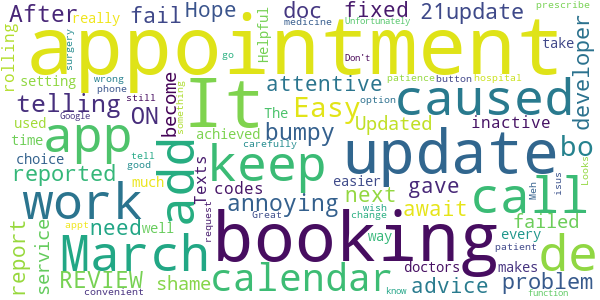 After fail Hope doc fixed 21update prescribe
rolling really surgery medicine Helpful Unfortunately go
appointment take developer
setting wrong phone Don't patience button hospital
telling ON become It attentive Easy caused
Google still something option
app used achieved The Updated inactive
bumpy bo
time choice tell good carefully
reported add Texts keep work update
much codes easier next gave await failed Meh isus Looks
need annoying call
report service March request Great wish change way every
REVIEW well booking de
shame calendar doctors makes patient
appt advice problem
convenient know function